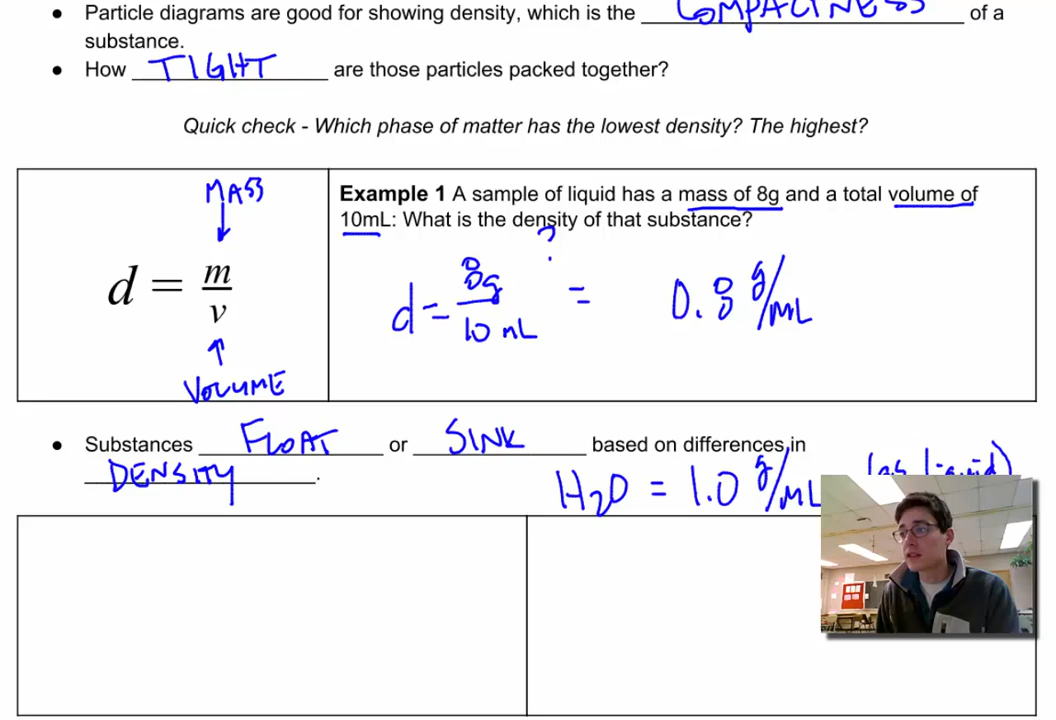 • Particle diagrams are good for showing density, which is the COMPACTNESS of a
substance.
• How TIGHT are those particles packed together?
Quick check - Which phase of matter has the lowest density? The highest?
MASS
d = m/v
VOLUME
Example 1 A sample of liquid has a mass of 8g and a total volume of
10mL: What is the density of that substance?
?
d = 8g/10 mL = 0.8 g/mL
• Substances FLOAT or SINK based on differences in
DENSITY.
H2O = 1.0 g/mL (as liquid)